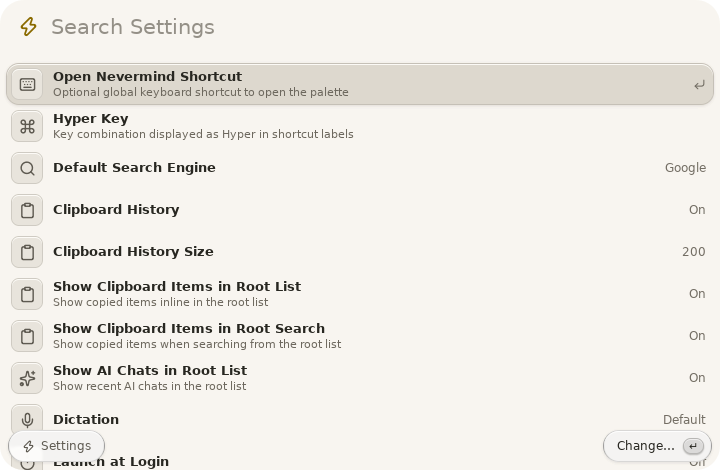 Search Settings
Open Nevermind Shortcut
Optional global keyboard shortcut to open the palette
Hyper Key
Key combination displayed as Hyper in shortcut labels
Default Search Engine
Google
Clipboard History
On
Clipboard History Size
200
Show Clipboard Items in Root List
Show copied items inline in the root list
On
Show Clipboard Items in Root Search
Show copied items when searching from the root list
On
Show AI Chats in Root List
Show recent AI chats in the root list
On
Dictation
Default
Settings
Change...
Launch at Login
Off